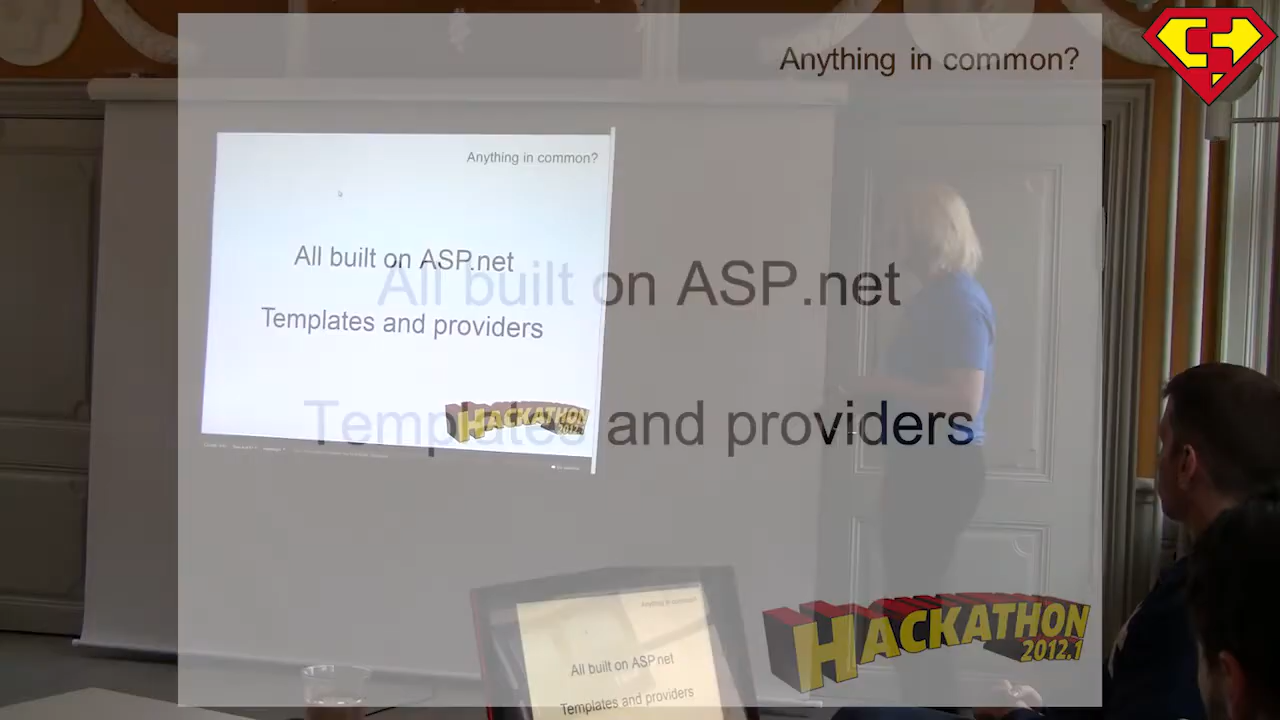 Anything in common?
All built on ASP.net
Templates and providers
HACKATHON
2012.1
Anything in common?
All built on ASP.net
Templates and providers
HACKATHON
2012.1
Anything in common?
All built on ASP.net
Templates and providers